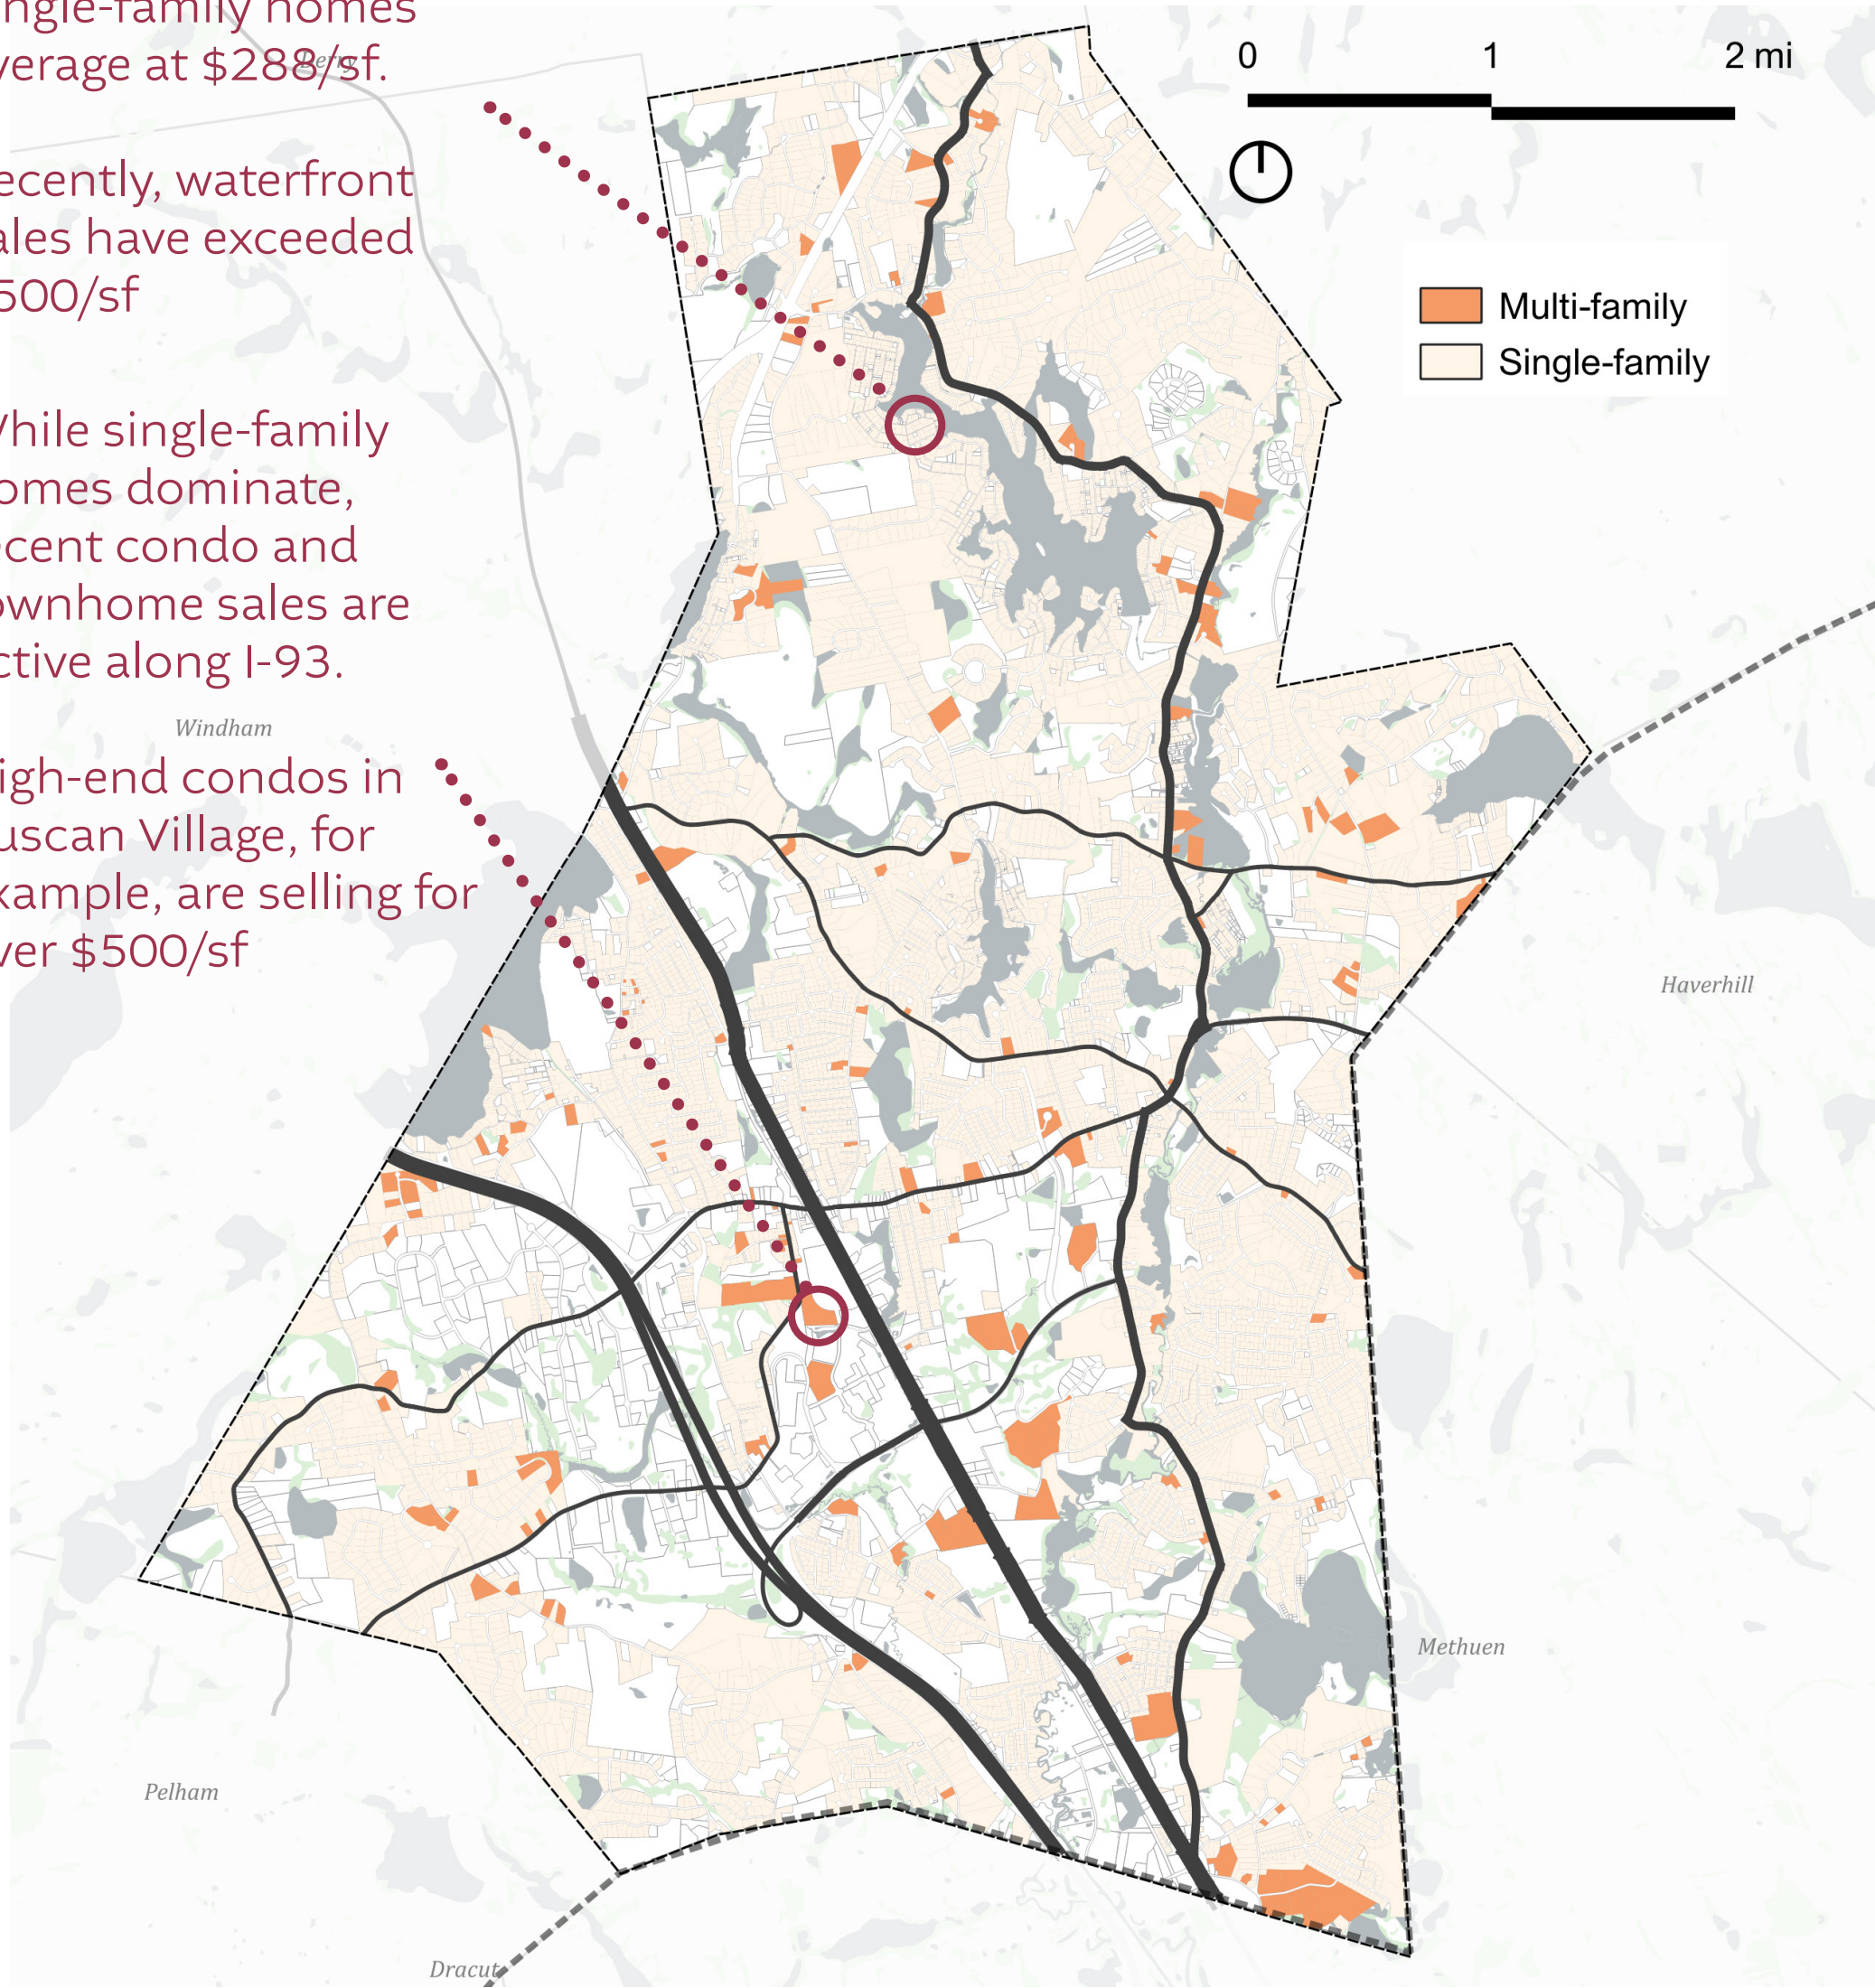 ngle-family homes
verage at $288/sf.
Derry
ecently, waterfront
ales have exceeded
500/sf
hile single-family
omes dominate,
ecent condo and
ownhome sales are
ctive along I-93.
Windham
igh-end condos in
uscan Village, for
xample, are selling for
ver $500/sf
0 1 2 mi
Multi-family
Single-family
Haverhill
Methuen
Pelham
Dracut